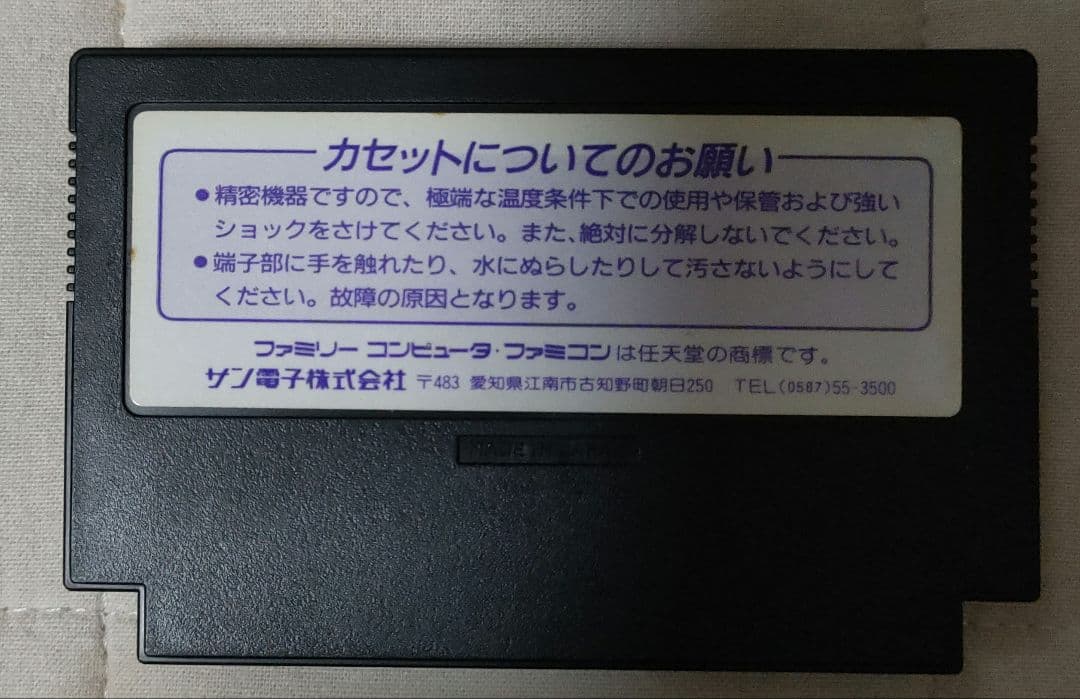 カセットについてのお願い
●精密機器ですので、極端な温度条件下での使用や保管および強い
ショックをさけてください。また、絶対に分解しないでください。
●端子部に手を触れたり、水にぬらしたりして汚さないようにして
ください。故障の原因となります。
ファミリー コンピュータ・ファミコンは任天堂の商標です。
サン電子株式会社 〒483 愛知県江南市古知野町朝日250 TEL(0587)55-3500
MADE IN JAPAN